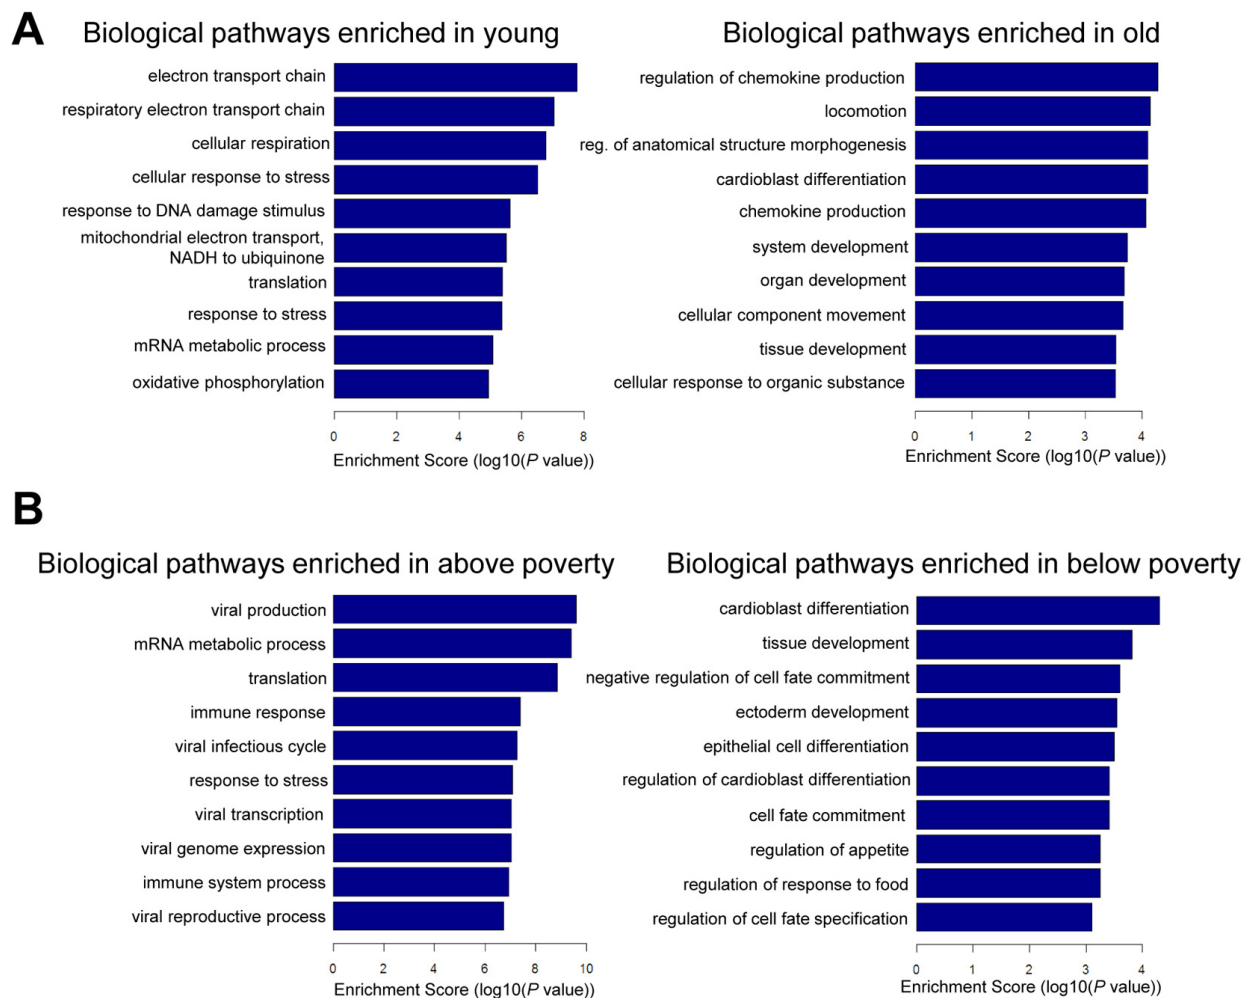 A
Biological pathways enriched in young
electron transport chain
respiratory electron transport chain
cellular respiration
cellular response to stress
response to DNA damage stimulus
mitochondrial electron transport,
NADH to ubiquinone
translation
response to stress
mRNA metabolic process
oxidative phosphorylation
0 2 4 6 8
Enrichment Score (log10(P value))
Biological pathways enriched in old
regulation of chemokine production
locomotion
reg. of anatomical structure morphogenesis
cardioblast differentiation
chemokine production
system development
organ development
cellular component movement
tissue development
cellular response to organic substance
0 1 2 3 4
Enrichment Score (log10(P value))
B
Biological pathways enriched in above poverty
viral production
mRNA metabolic process
translation
immune response
viral infectious cycle
response to stress
viral transcription
viral genome expression
immune system process
viral reproductive process
0 2 4 6 8 10
Enrichment Score (log10(P value))
Biological pathways enriched in below poverty
cardioblast differentiation
tissue development
negative regulation of cell fate commitment
ectoderm development
epithelial cell differentiation
regulation of cardioblast differentiation
cell fate commitment
regulation of appetite
regulation of response to food
regulation of cell fate specification
0 1 2 3 4
Enrichment Score (log10(P value))